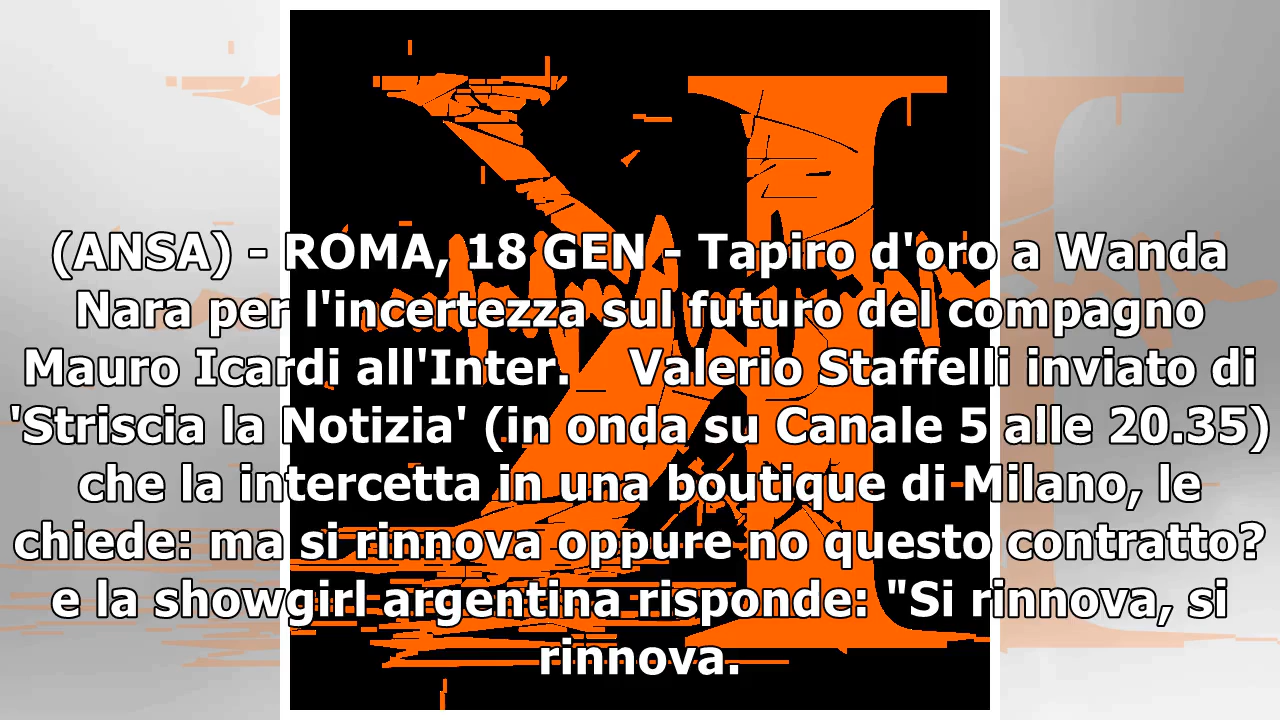 (ANSA) - ROMA, 18 GEN - Tapiro d'oro a Wanda
Nara per l'incertezza sul futuro del compagno
Mauro Icardi all'Inter.    Valerio Staffelli inviato di
'Striscia la Notizia' (in onda su Canale 5 alle 20.35)
che la intercetta in una boutique di Milano, le
chiede: ma si rinnova oppure no questo contratto?
e la showgirl argentina risponde: "Si rinnova, si
rinnova.